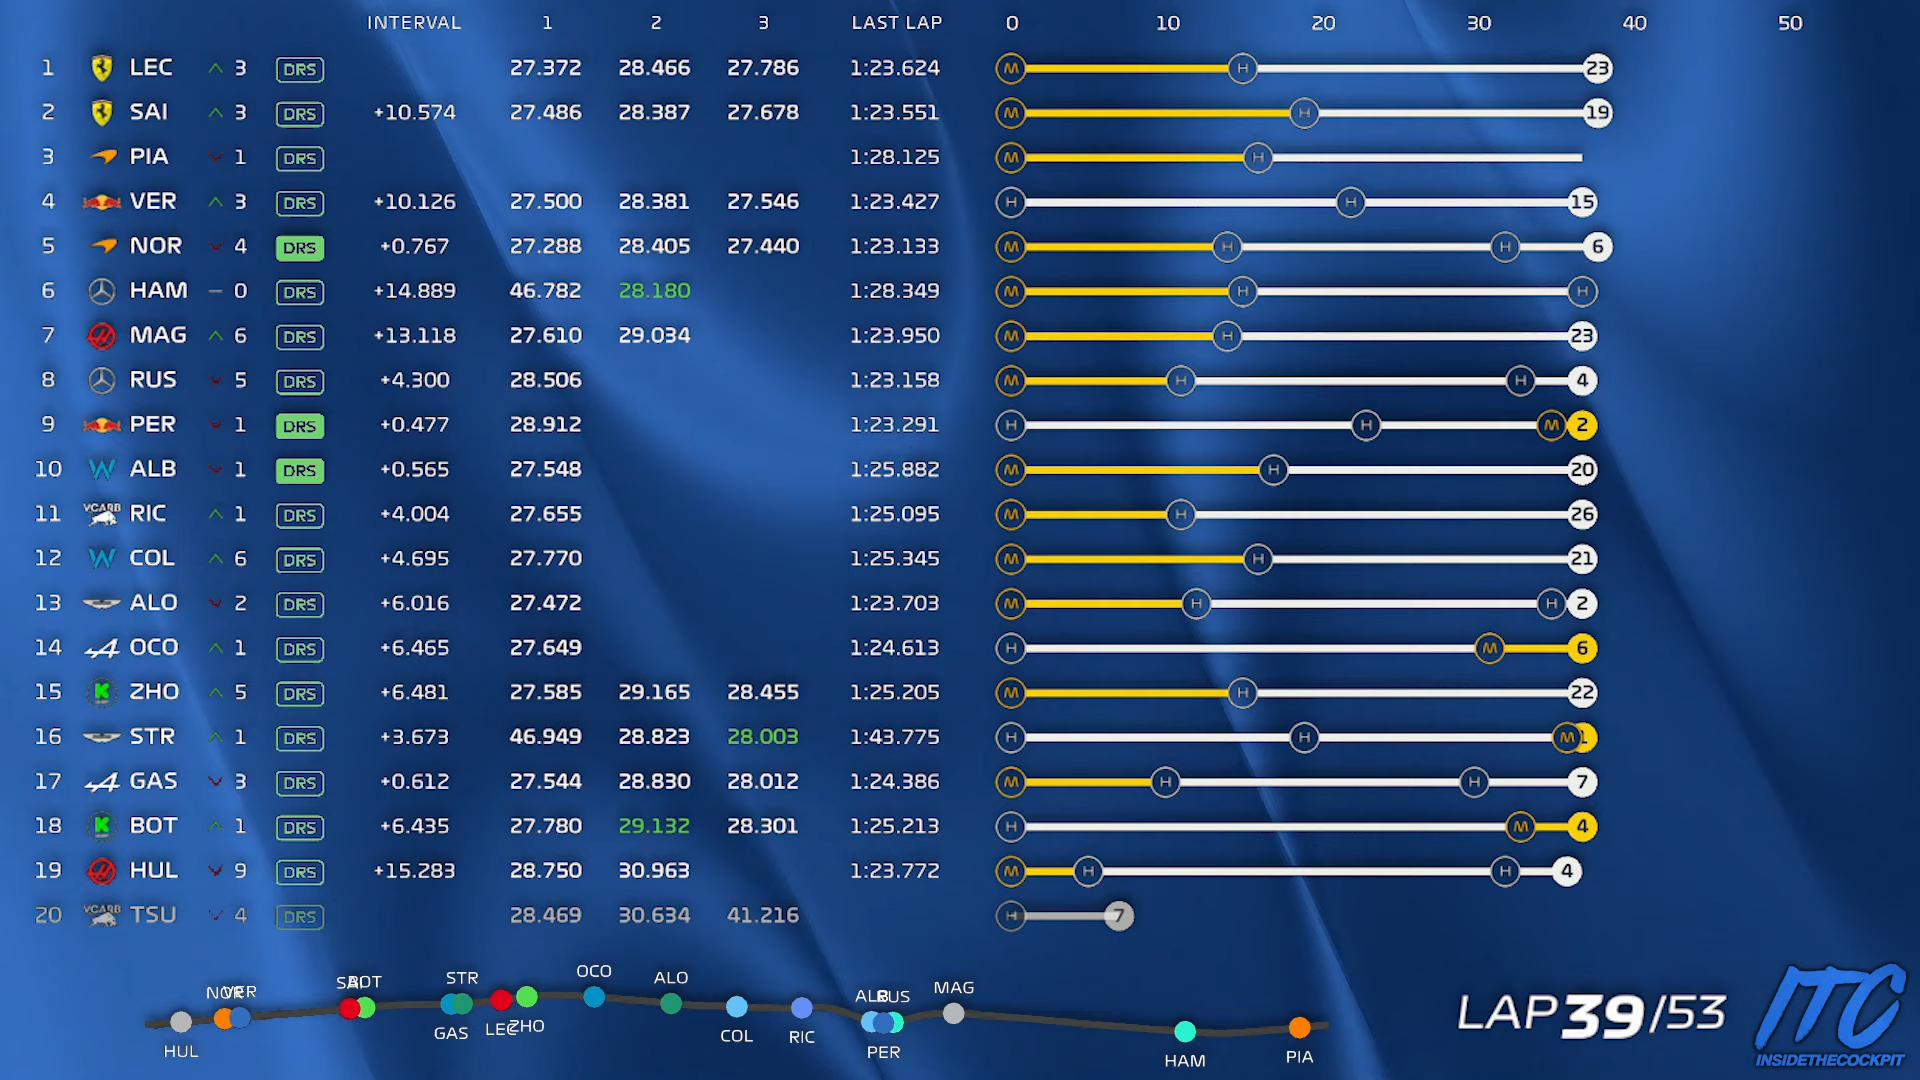 INTERVAL 1 2 3 LAST LAP 0 10 20 30 40 50
1 LEC 3 DRS 27.372 28.466 27.786 1:23.624 M H 23
2 SAI 3 DRS +10.574 27.486 28.387 27.678 1:23.551 M H 19
3 PIA 1 DRS 1:28.125 M H
4 VER 3 DRS +10.126 27.500 28.381 27.546 1:23.427 H H 15
5 NOR 4 DRS +0.767 27.288 28.405 27.440 1:23.133 M H H 6
6 HAM 0 DRS +14.889 46.782 28.180 1:28.349 M H H
7 MAG 6 DRS +13.118 27.610 29.034 1:23.950 M H 23
8 RUS 5 DRS +4.300 28.506 1:23.158 M H H 4
9 PER 1 DRS +0.477 28.912 1:23.291 H H M 2
10 ALB 1 DRS +0.565 27.548 1:25.882 M H 20
11 VCARB RIC 1 DRS +4.004 27.655 1:25.095 M H 26
12 COL 6 DRS +4.695 27.770 1:25.345 M H 21
13 ALO 2 DRS +6.016 27.472 1:23.703 M H H 2
14 OCO 1 DRS +6.465 27.649 1:24.613 H M 6
15 K ZHO 5 DRS +6.481 27.585 29.165 28.455 1:25.205 M H 22
16 STR 1 DRS +3.673 46.949 28.823 28.003 1:43.775 H H M 1
17 GAS 3 DRS +0.612 27.544 28.830 28.012 1:24.386 M H H 7
18 K BOT 1 DRS +6.435 27.780 29.132 28.301 1:25.213 H M 4
19 HUL 9 DRS +15.283 28.750 30.963 1:23.772 M H H 4
20 VCARB TSU 4 DRS 28.469 30.634 41.216 H 7
NOR VER SAI BOT STR OCO ALO ALB RUS MAG
HUL GAS LEC ZHO COL RIC PER HAM PIA
LAP 39/53
ITC
INSIDETHECOCKPIT